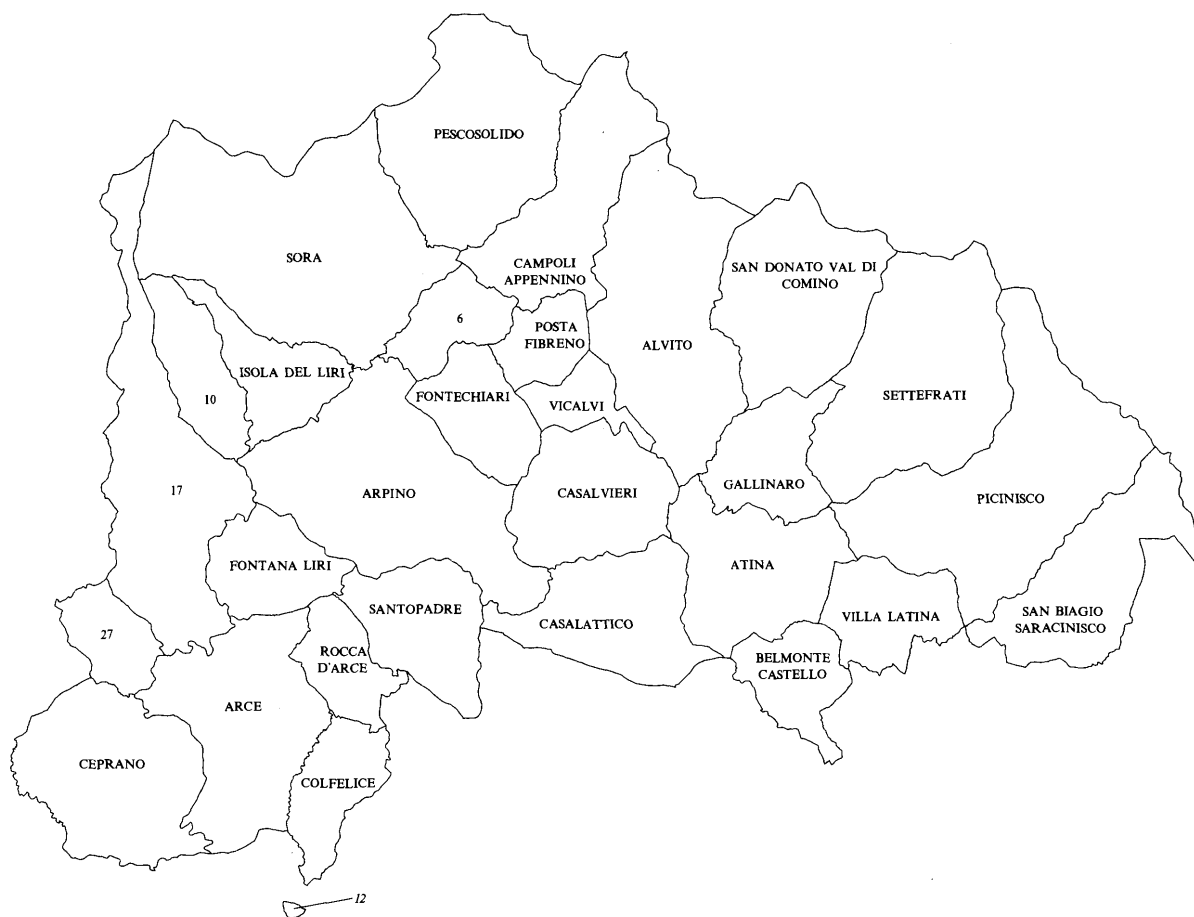 PESCOSOLIDO
SORA
CAMPOLI
APPENNINO
SAN DONATO VAL DI
COMINO
6
POSTA
FIBRENO
ALVITO
ISOLA DEL LIRI
10
FONTECHIARI
VICALVI
SETTEFRATI
17
ARPINO
CASALVIERI
GALLINARO
PICINISCO
FONTANA LIRI
ATINA
SANTOPADRE
CASALATTICO
VILLA LATINA
SAN BIAGIO
SARACINISCO
27
ROCCA
D'ARCE
BELMONTE
CASTELLO
ARCE
CEPRANO
COLFELICE
12